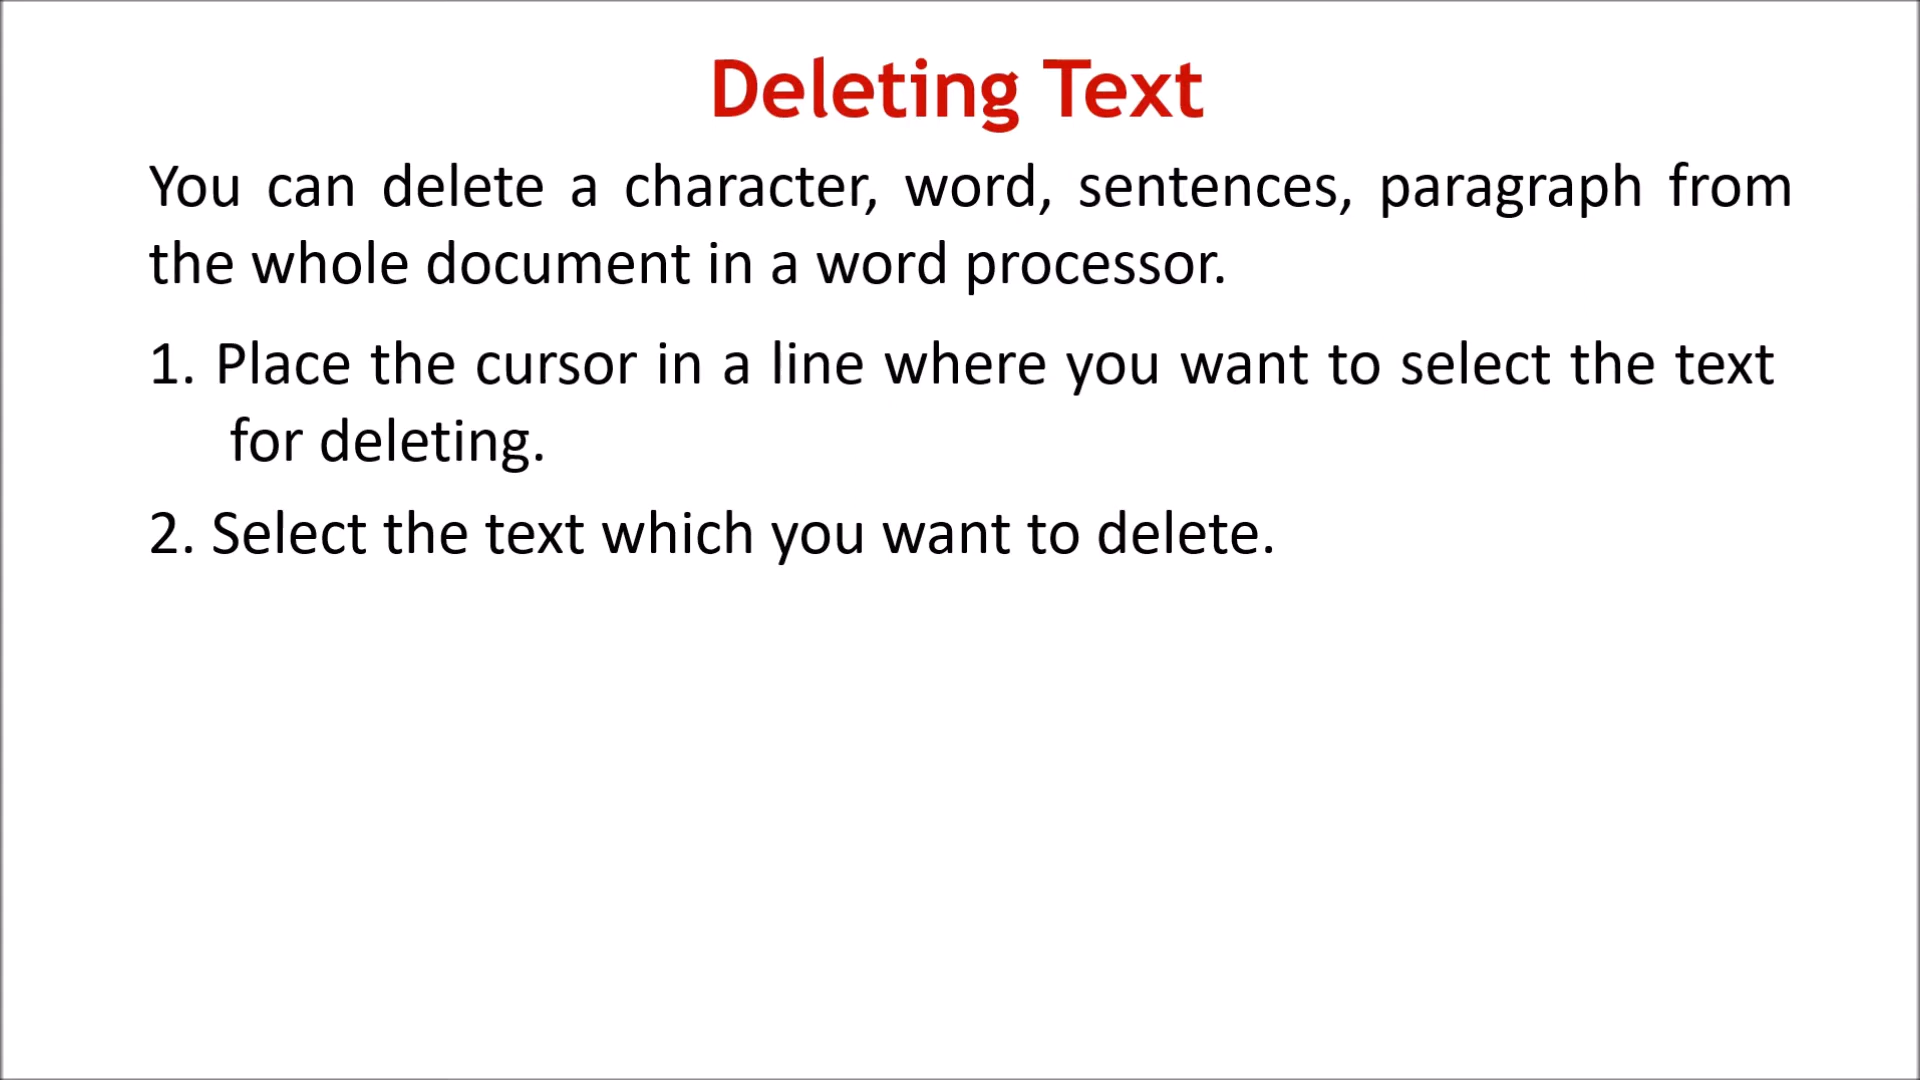 Deleting Text
You can delete a character, word, sentences, paragraph from
the whole document in a word processor.
1. Place the cursor in a line where you want to select the text
for deleting.
2. Select the text which you want to delete.